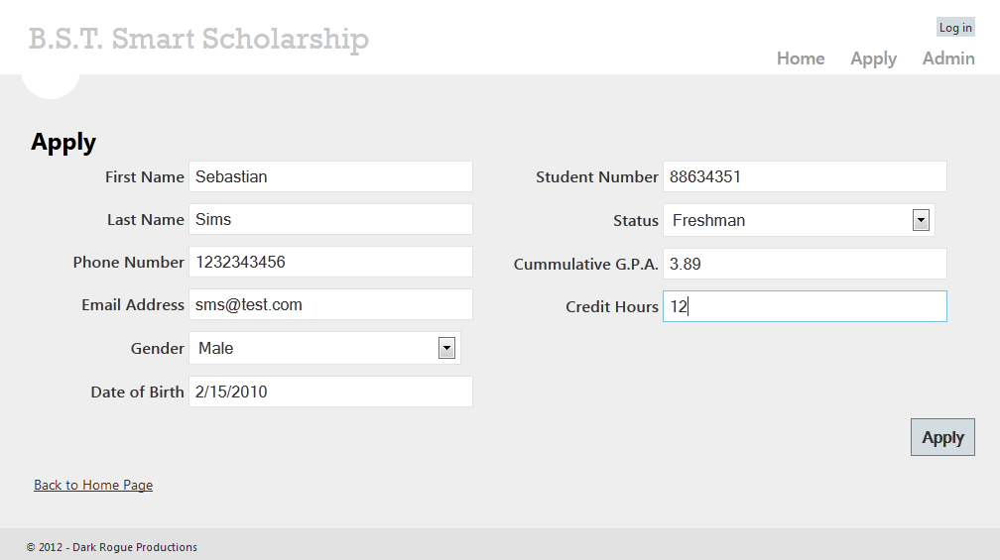 B.S.T. Smart Scholarship
Log in
Home Apply Admin
Apply
First Name Sebastian
Last Name Sims
Phone Number 1232343456
Email Address sms@test.com
Gender Male
Date of Birth 2/15/2010
Student Number 88634351
Status Freshman
Cummulative G.P.A. 3.89
Credit Hours 12
Apply
Back to Home Page
© 2012 - Dark Rogue Productions